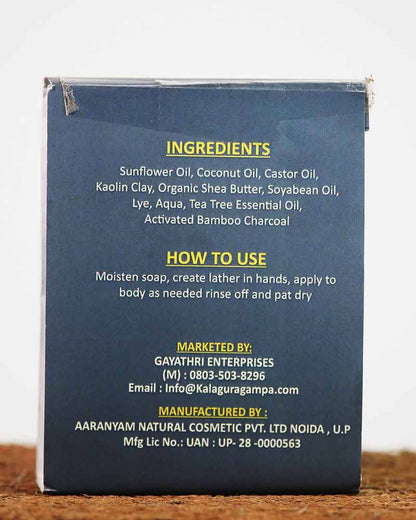 INGREDIENTS
Sunflower Oil, Coconut Oil, Castor Oil,
Kaolin Clay, Organic Shea Butter, Soyabean Oil,
Lye, Aqua, Tea Tree Essential Oil,
Activated Bamboo Charcoal
HOW TO USE
Moisten soap, create lather in hands, apply to
body as needed rinse off and pat dry
MARKETED BY:
GAYATHRI ENTERPRISES
(M) : 0803-503-8296
Email : Info@Kalaguragampa.com
MANUFACTURED BY :
AARANYAM NATURAL COSMETIC PVT. LTD NOIDA , U.P
Mfg Lic No.: UAN : UP- 28 -0000563